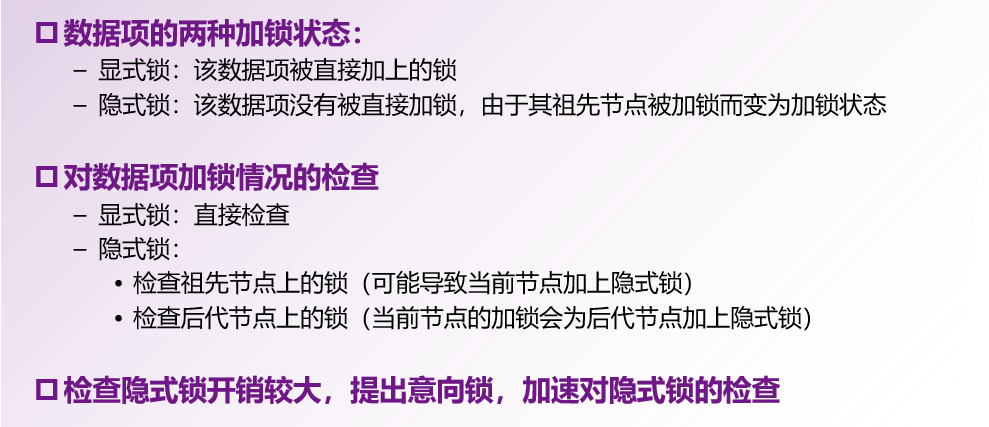 数据项的两种加锁状态：
– 显式锁：该数据项被直接加上的锁
– 隐式锁：该数据项没有被直接加锁，由于其祖先节点被加锁而变为加锁状态
对数据项加锁情况的检查
– 显式锁：直接检查
– 隐式锁：
• 检查祖先节点上的锁（可能导致当前节点加上隐式锁）
• 检查后代节点上的锁（当前节点的加锁会为后代节点加上隐式锁）
检查隐式锁开销较大，提出意向锁，加速对隐式锁的检查